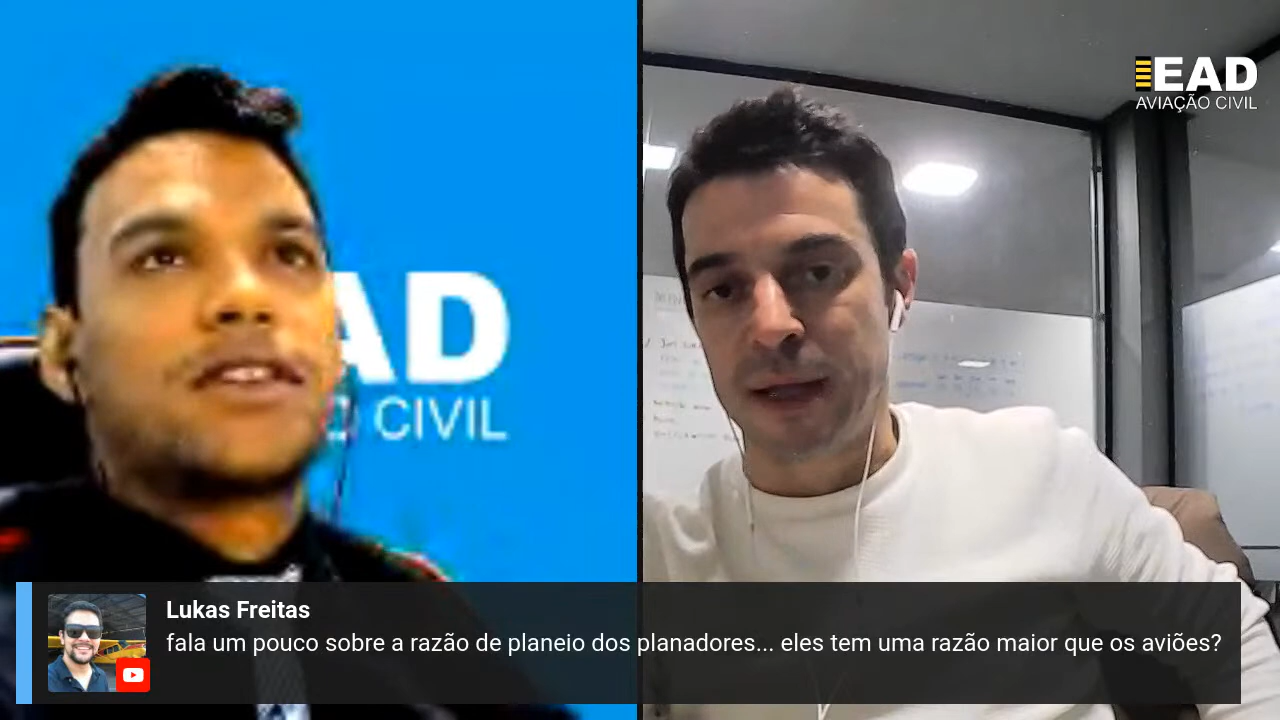 EAD
AVIAÇÃO CIVIL
AD
CIVIL
Lukas Freitas
fala um pouco sobre a razão de planeio dos planadores... eles tem uma razão maior que os aviões?